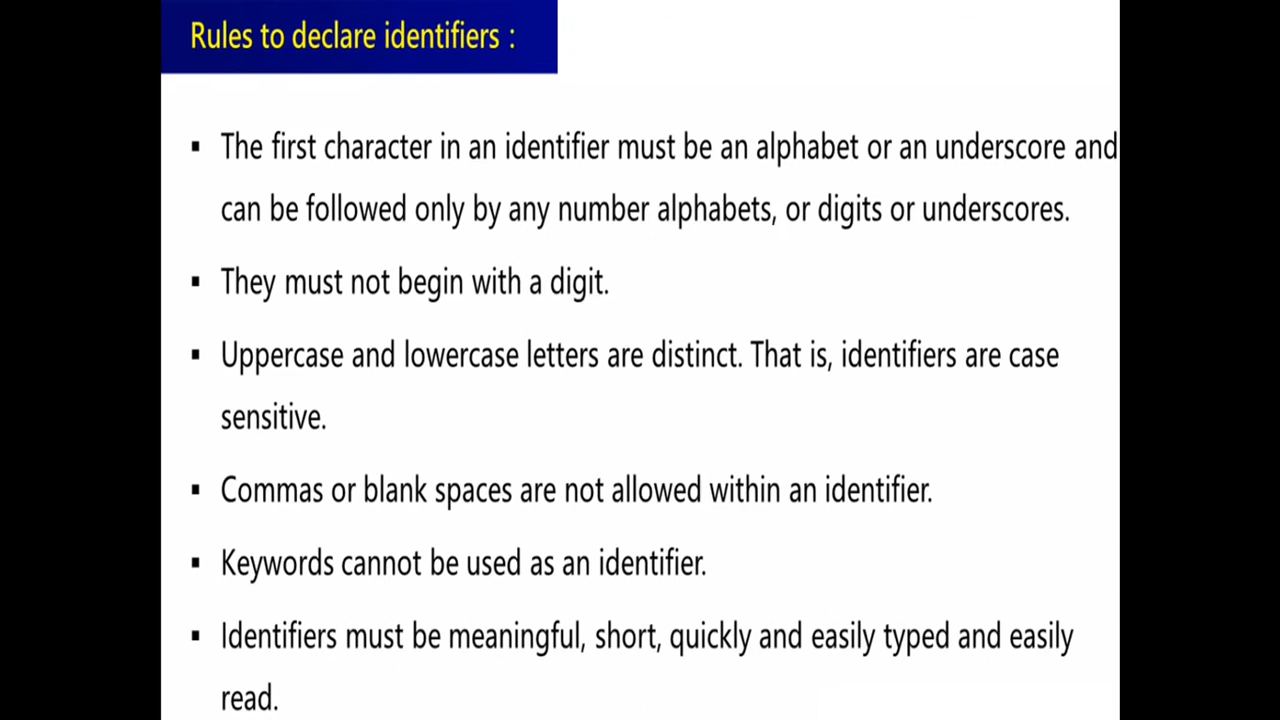 Rules to declare identifiers :
▪ The first character in an identifier must be an alphabet or an underscore and
can be followed only by any number alphabets, or digits or underscores.
▪ They must not begin with a digit.
▪ Uppercase and lowercase letters are distinct. That is, identifiers are case
sensitive.
▪ Commas or blank spaces are not allowed within an identifier.
▪ Keywords cannot be used as an identifier.
▪ Identifiers must be meaningful, short, quickly and easily typed and easily
read.